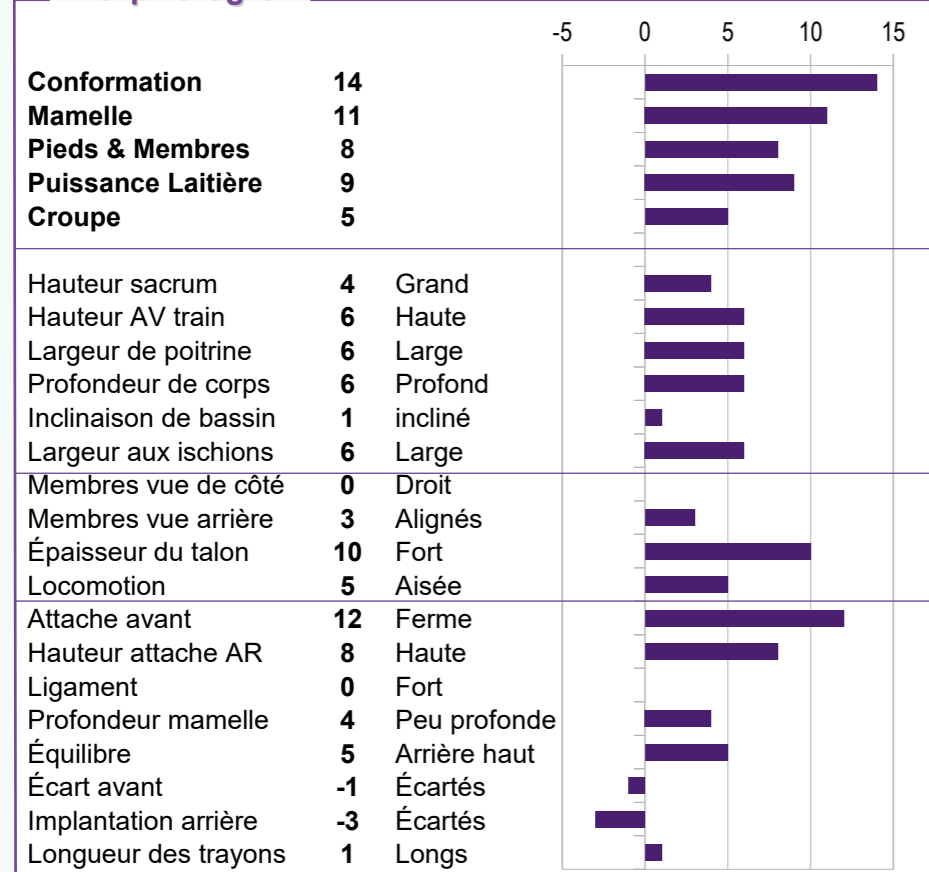 -5 0 5 10 15
Conformation 14
Mamelle 11
Pieds & Membres 8
Puissance Laitière 9
Croupe 5
Hauteur sacrum 4 Grand
Hauteur AV train 6 Haute
Largeur de poitrine 6 Large
Profondeur de corps 6 Profond
Inclinaison de bassin 1 incliné
Largeur aux ischions 6 Large
Membres vue de côté 0 Droit
Membres vue arrière 3 Alignés
Épaisseur du talon 10 Fort
Locomotion 5 Aisée
Attache avant 12 Ferme
Hauteur attache AR 8 Haute
Ligament 0 Fort
Profondeur mamelle 4 Peu profonde
Équilibre 5 Arrière haut
Écart avant -1 Écartés
Implantation arrière -3 Écartés
Longueur des trayons 1 Longs